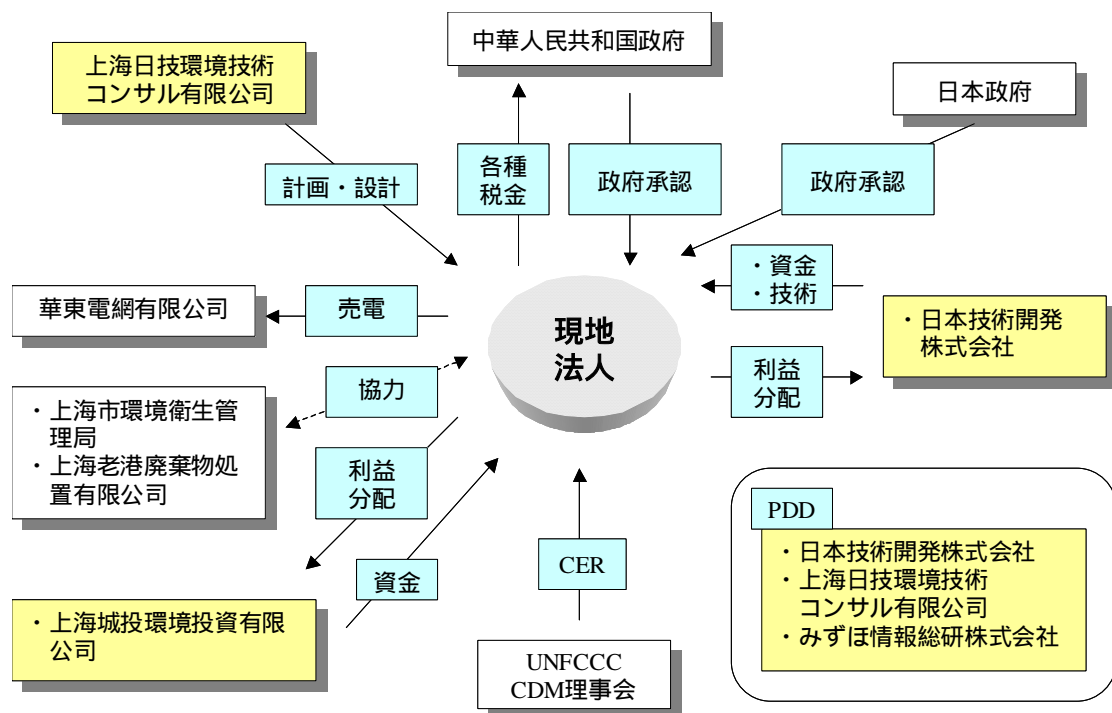 中華人民共和国政府
上海日技環境技術
コンサル有限公司
日本政府
計画・設計
各種
税金
政府承認
政府承認
・資金
・技術
華東電網有限公司
売電
現地
法人
・日本技術開発
株式会社
協力
利益
分配
・上海市環境衛生管
理局
・上海老港廃棄物処
置有限公司
利益
分配
PDD
・日本技術開発株式会社
・上海日技環境技術
コンサル有限公司
・みずほ情報総研株式会社
CER
資金
・上海城投環境投資有限
公司
UNFCCC
CDM理事会